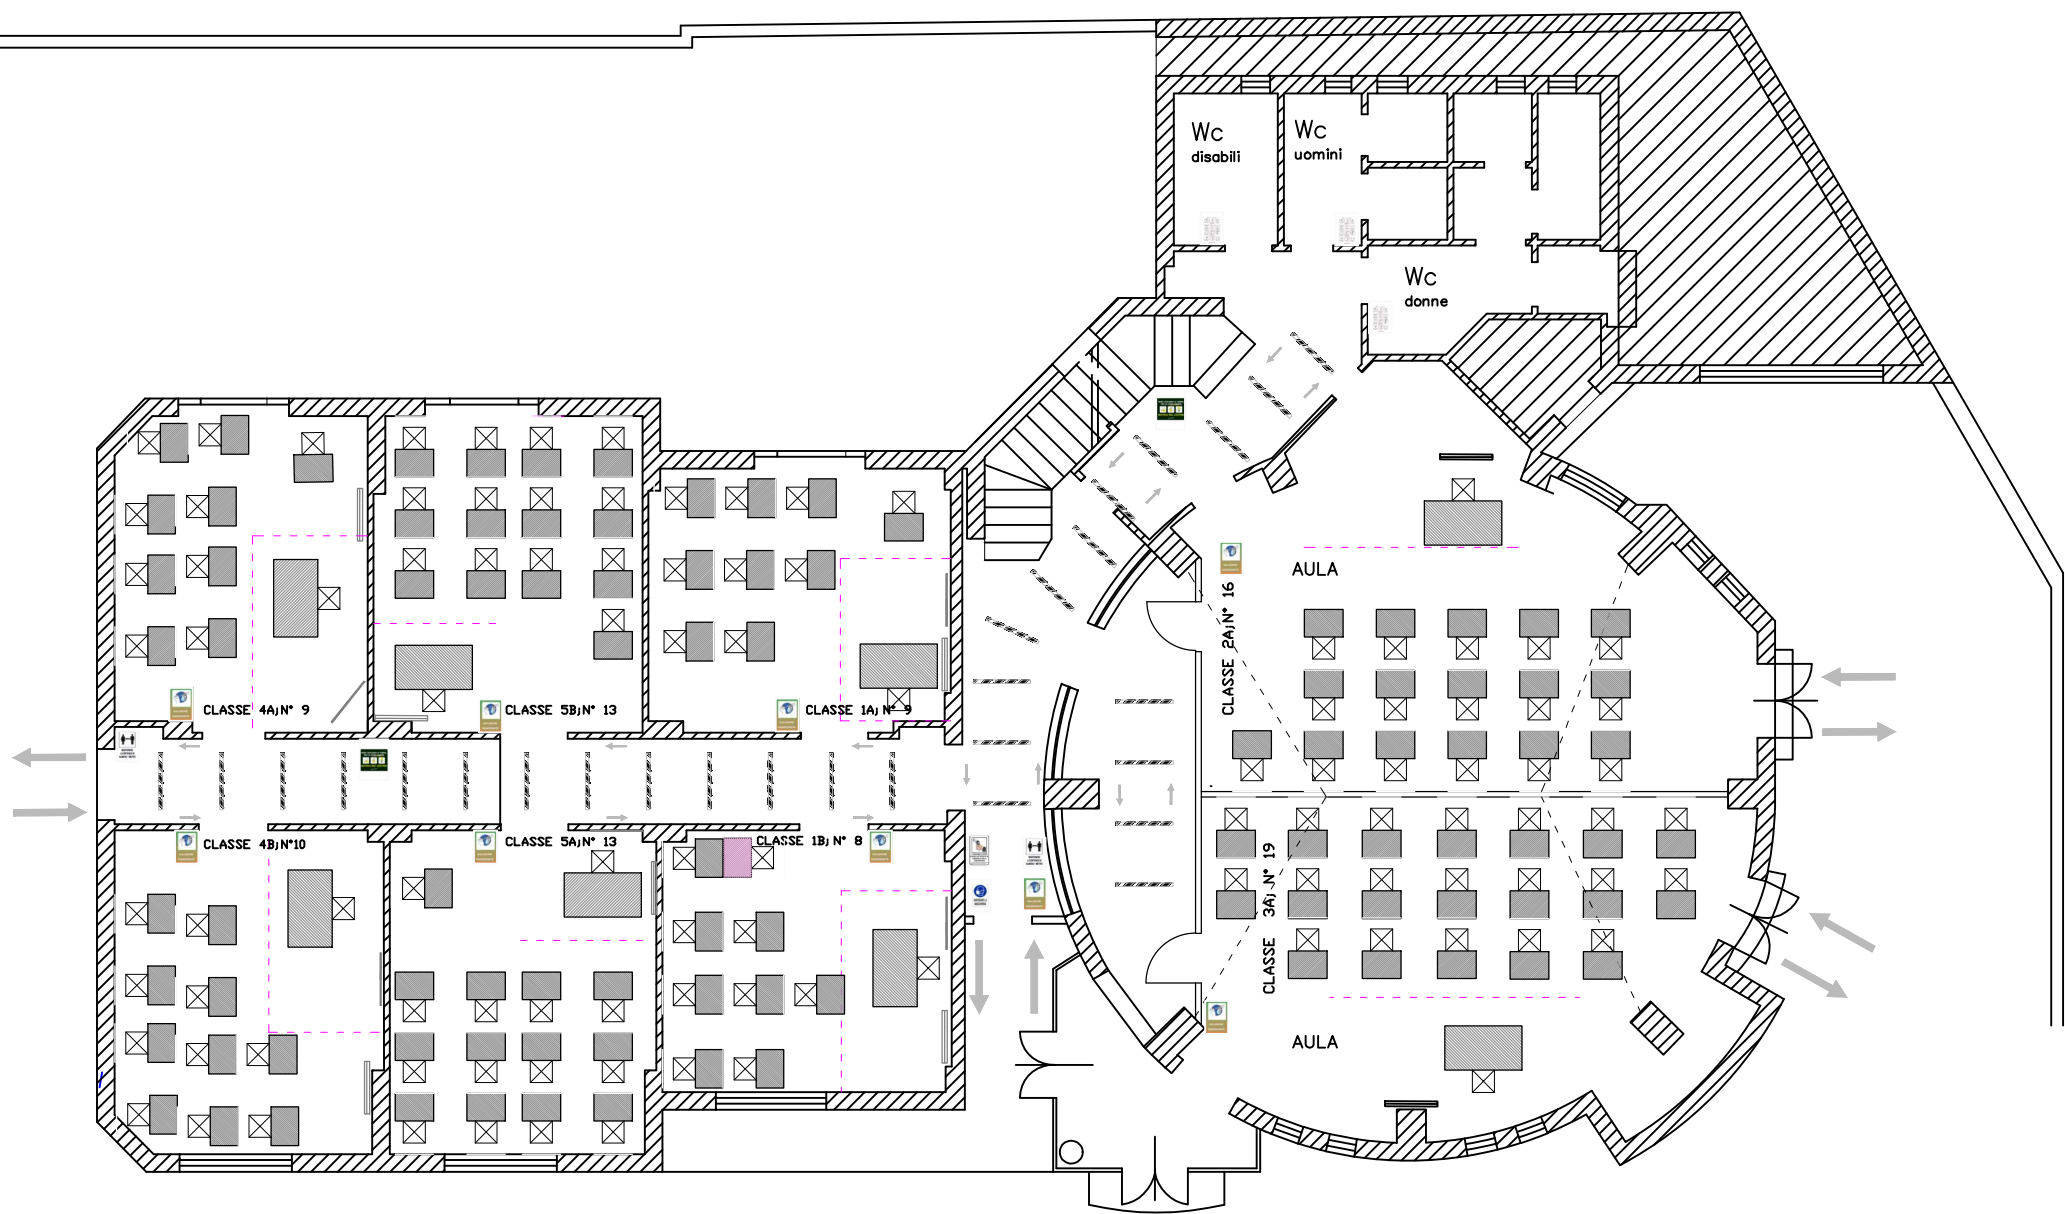 Wc
disabili
Wc
uomini
Wc
donne
AULA
CLASSE 2A; N° 16
CLASSE 4A; N° 9
CLASSE 5B; N° 13
CLASSE 1A; N° 9
CLASSE 4B; N°10
CLASSE 5A; N° 13
CLASSE 1B; N° 8
CLASSE 3A; N° 19
AULA